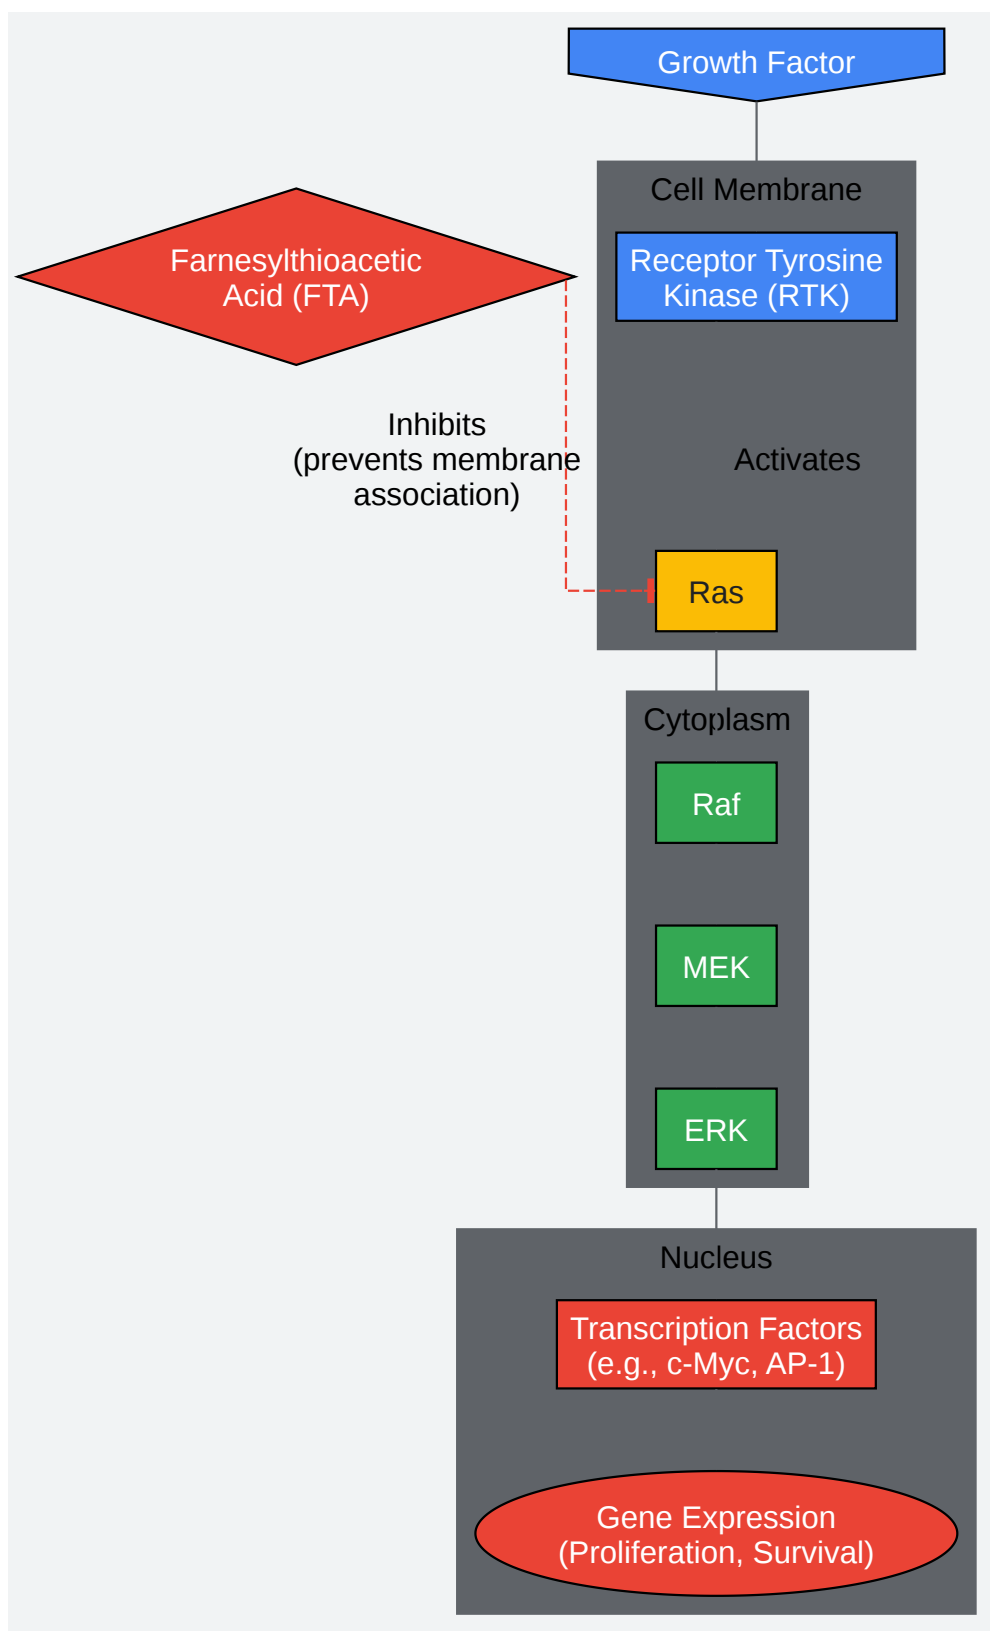 Growth Factor
Cell Membrane
Farnesylthioacetic
Acid (FTA)
Receptor Tyrosine
Kinase (RTK)
Inhibits
(prevents membrane
association)
Activates
Ras
Cytoplasm
Raf
MEK
ERK
Nucleus
Transcription Factors
(e.g., c-Myc, AP-1)
Gene Expression
(Proliferation, Survival)